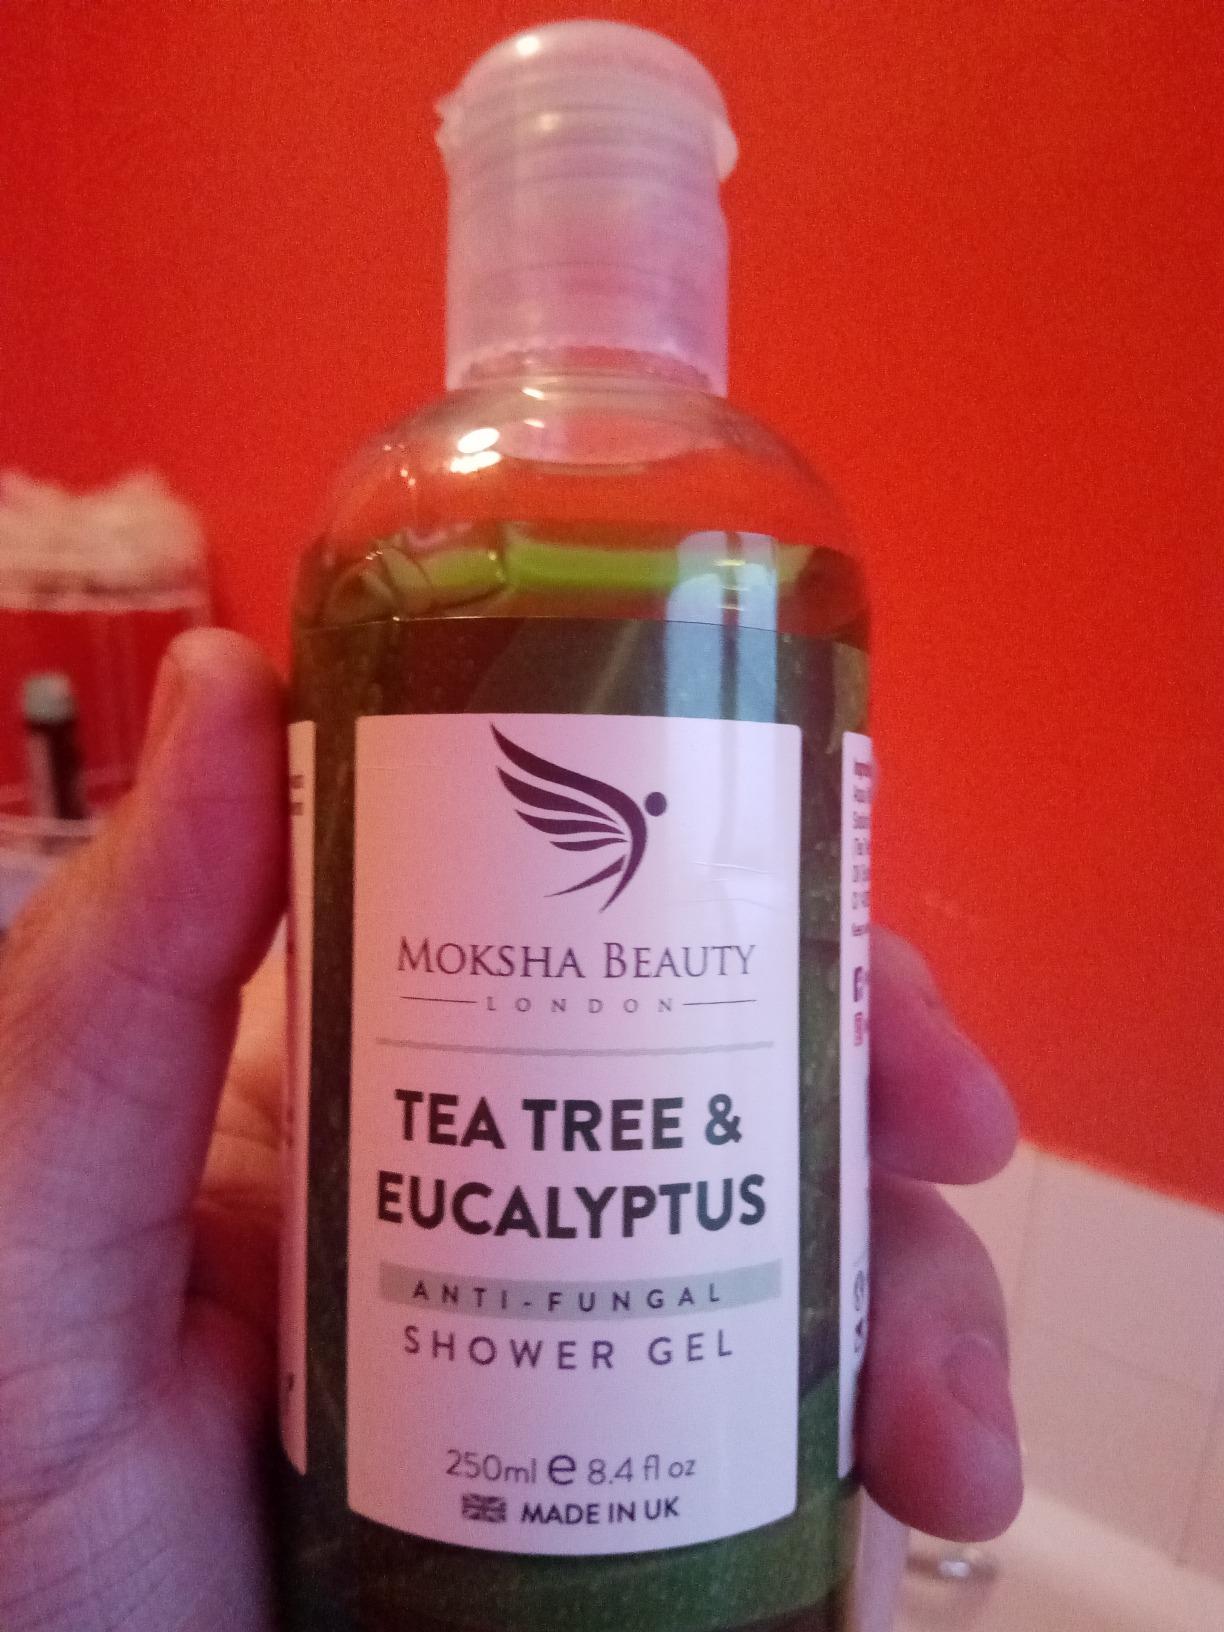 MOKSHA BEAUTY
LONDON
TEA TREE &
EUCALYPTUS
ANTI-FUNGAL
SHOWER GEL
250ml e 8.4 fl oz
MADE IN UK